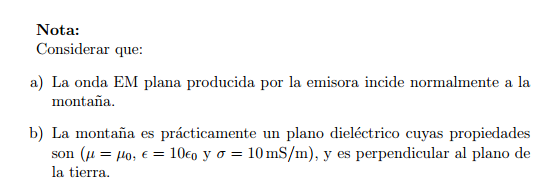 Nota:
Considerar que:
a) La onda EM plana producida por la emisora incide normalmente a la
montaña.
b) La montaña es prácticamente un plano dieléctrico cuyas propiedades
son (μ = μ₀, ϵ = 10ϵ₀ y σ = 10 mS/m), y es perpendicular al plano de
la tierra.